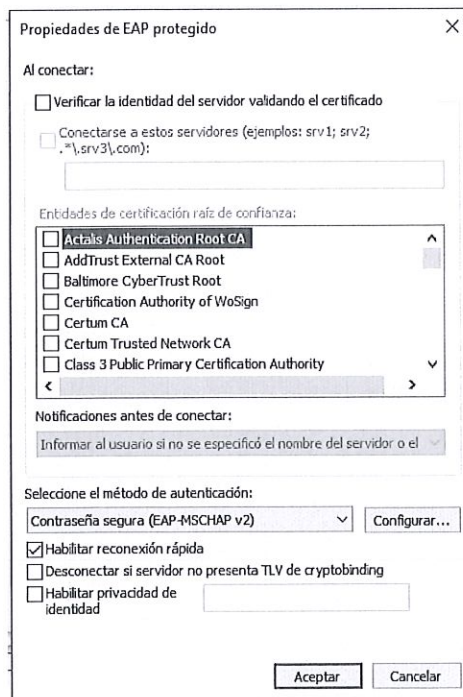 Propiedades de EAP protegido
Al conectar:
Verificar la identidad del servidor validando el certificado
Conectarse a estos servidores (ejemplos: srv1; srv2;
.*\.srv3\.com):
Entidades de certificación raíz de confianza:
Actalis Authentication Root CA
AddTrust External CA Root
Baltimore CyberTrust Root
Certification Authority of WoSign
Certum CA
Certum Trusted Network CA
Class 3 Public Primary Certification Authority
Notificaciones antes de conectar:
Informar al usuario si no se especificó el nombre del servidor o el
Seleccione el método de autenticación:
Contraseña segura (EAP-MSCHAP v2)
Configurar...
Habilitar reconexión rápida
Desconectar si servidor no presenta TLV de cryptobinding
Habilitar privacidad de
identidad
Aceptar
Cancelar